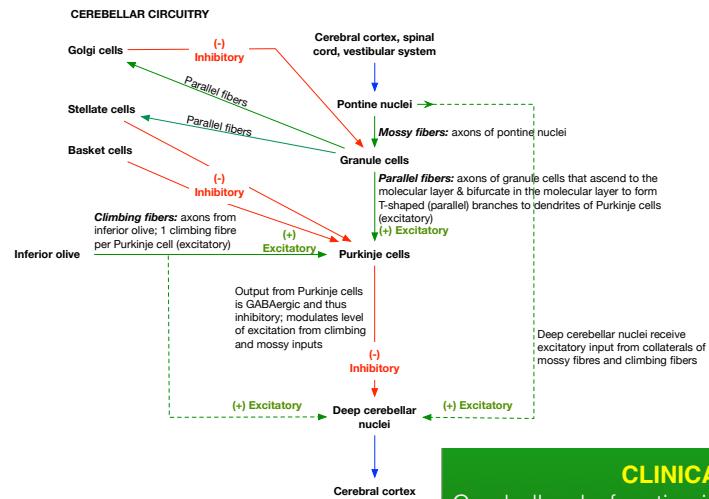 CEREBELLAR CIRCUITRY
Golgi cells
(-)
Inhibitory
Cerebral cortex, spinal
cord, vestibular system
Parallel fibers
Pontine nuclei
Stellate cells
Parallel fibers
Mossy fibers: axons of pontine nuclei
Basket cells
Granule cells
(-)
Inhibitory
Parallel fibers: axons of granule cells that ascend to the
molecular layer & bifurcate in the molecular layer to form
T-shaped (parallel) branches to dendrites of Purkinje cells
(excitatory)
(+) Excitatory
Climbing fibers: axons from
inferior olive; 1 climbing fibre
per Purkinje cell (excitatory)
(+)
Excitatory
Inferior olive
Purkinje cells
Output from Purkinje cells
is GABAergic and thus
inhibitory; modulates level
of excitation from climbing
and mossy inputs
(-)
Inhibitory
Deep cerebellar nuclei receive
excitatory input from collaterals of
mossy fibres and climbing fibers
(+) Excitatory
Deep cerebellar
nuclei
(+) Excitatory
Cerebral cortex
CLINICA